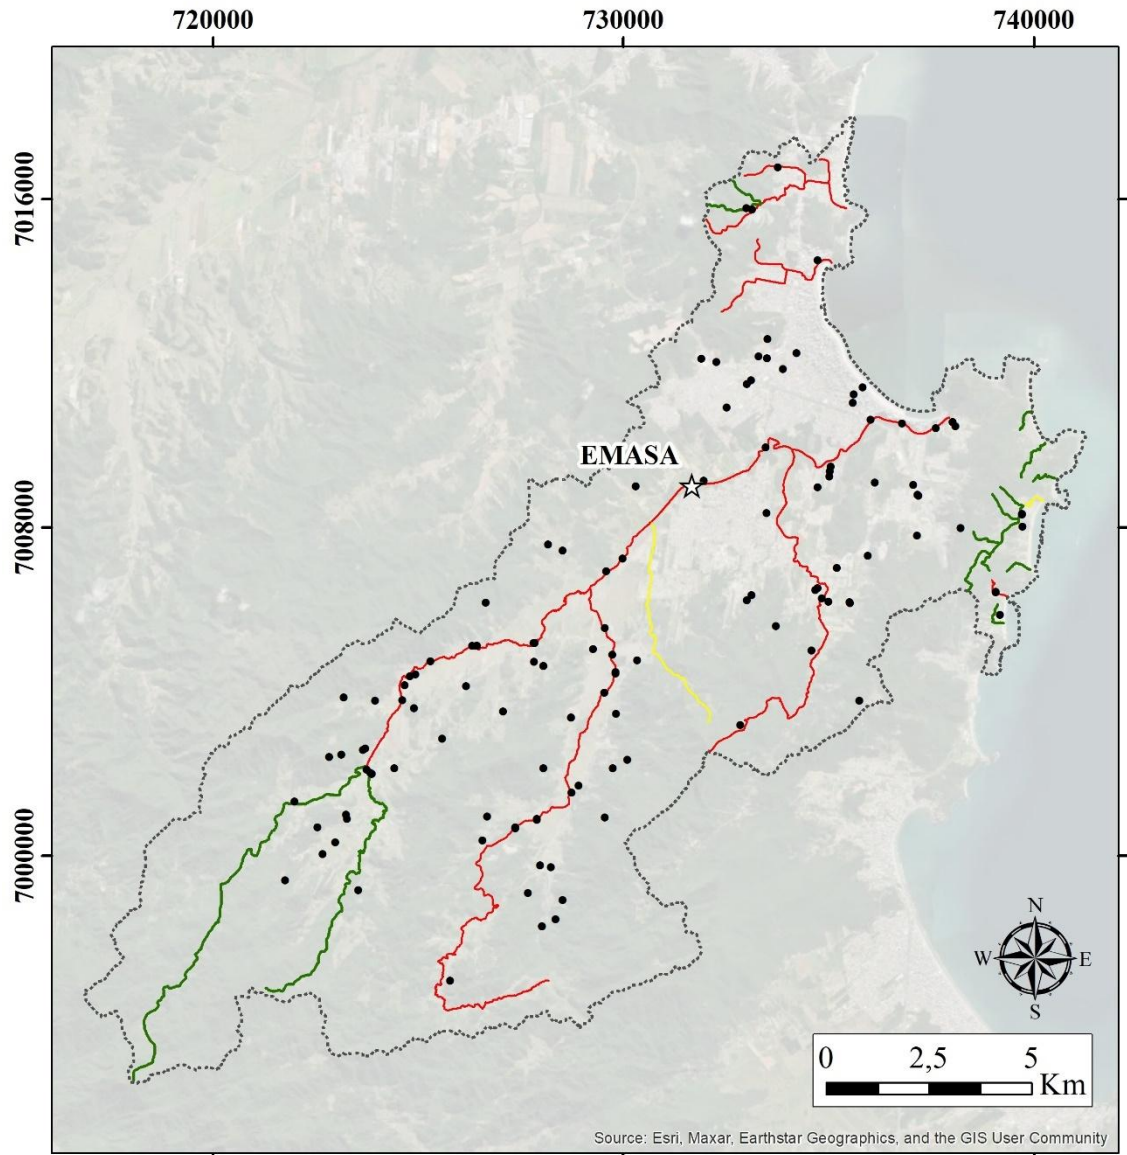 720000 730000 740000
7016000
7008000
7000000
EMASA
N
W E
S
0 2,5 5
Km
Source: Esri, Maxar, Earthstar Geographics, and the GIS User Community